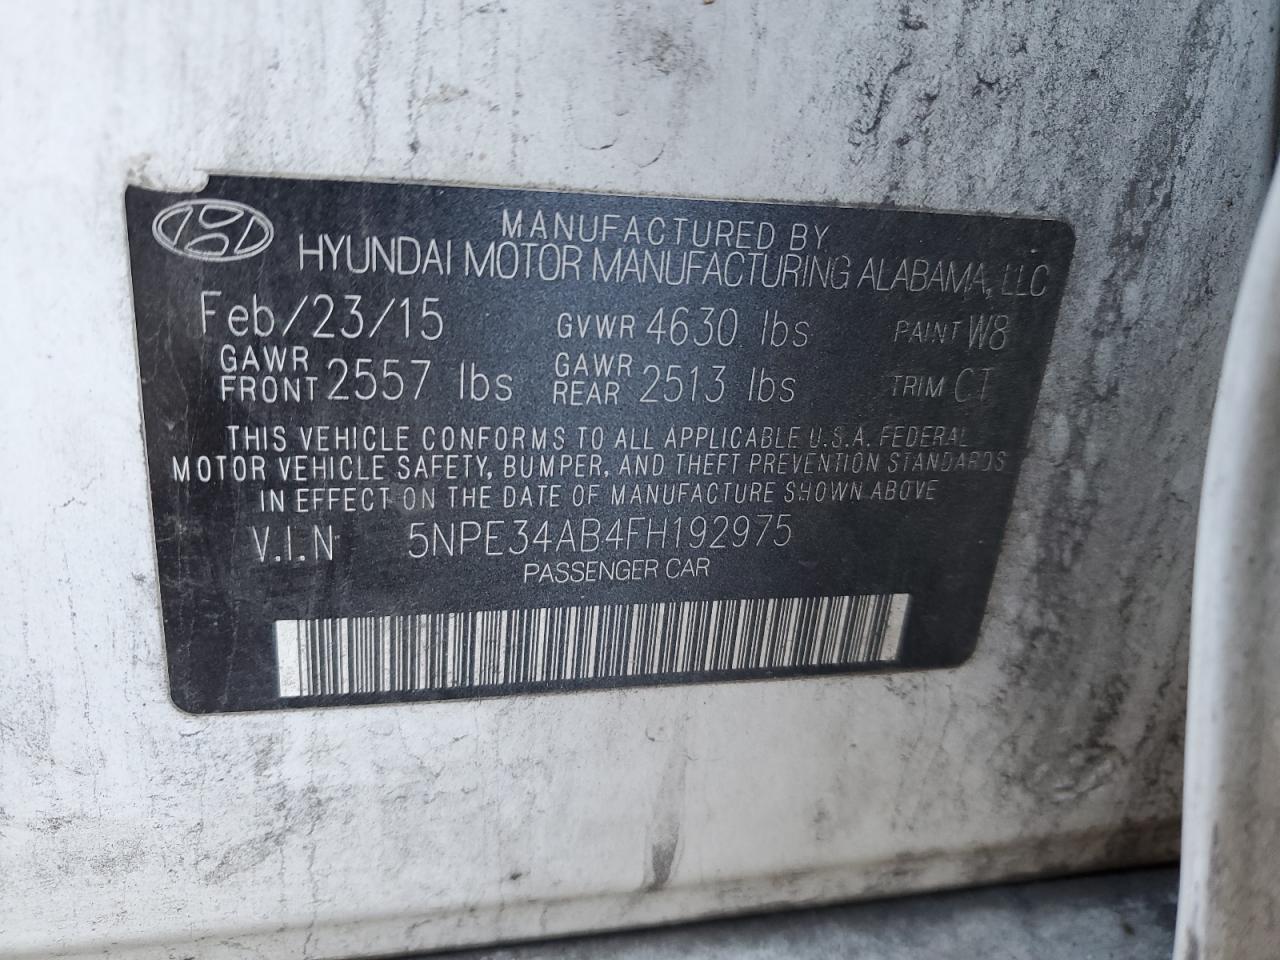 MANUFACTURED BY
HYUNDAI MOTOR MANUFACTURING ALABAMA, LLC
Feb/23/15 GVWR 4630 lbs PAINT W8
GAWR FRONT 2557 lbs GAWR REAR 2513 lbs TRIM CT
THIS VEHICLE CONFORMS TO ALL APPLICABLE U.S.A. FEDERAL
MOTOR VEHICLE SAFETY, BUMPER, AND THEFT PREVENTION STANDARDS
IN EFFECT ON THE DATE OF MANUFACTURE SHOWN ABOVE
V.I.N 5NPE34AB4FH192975
PASSENGER CAR